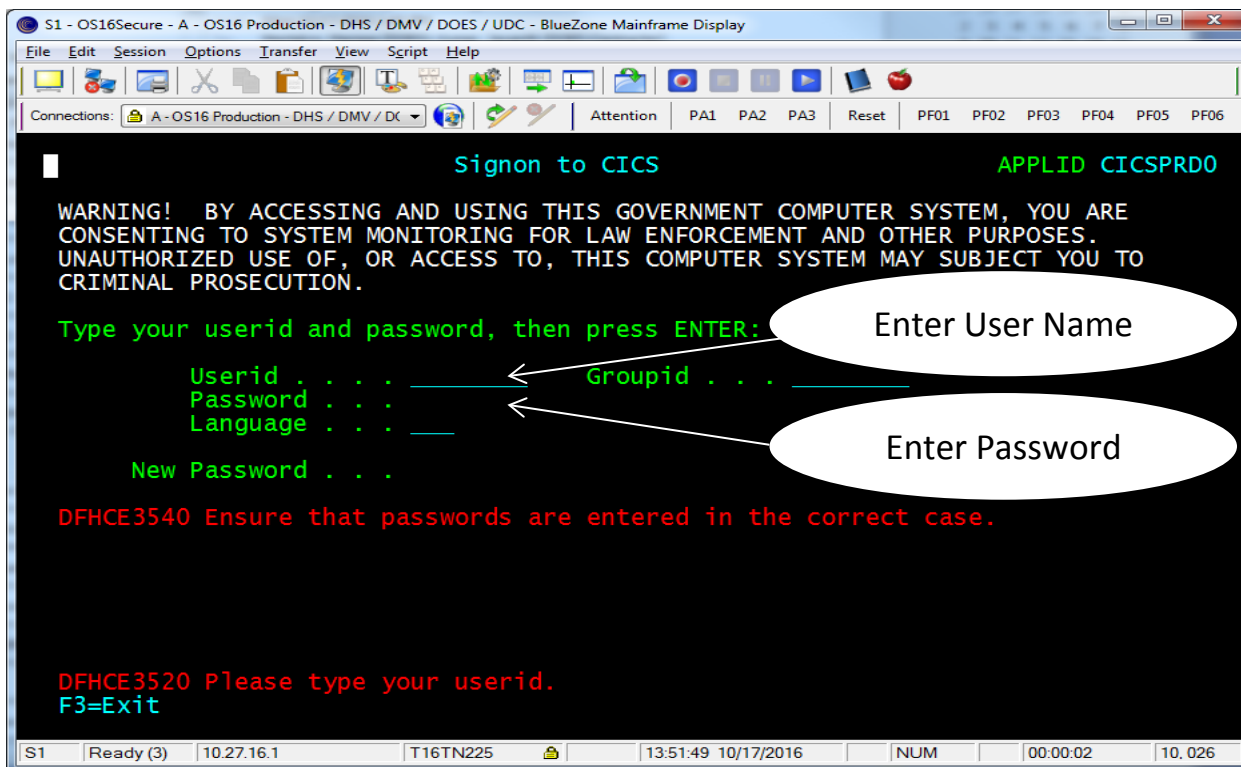 S1 - OS16Secure - A - OS16 Production - DHS / DMV / DOES / UDC - BlueZone Mainframe Display
File Edit Session Options Transfer View Script Help
Connections: A - OS16 Production - DHS / DMV / DC Attention PA1 PA2 PA3 Reset PF01 PF02 PF03 PF04 PF05 PF06
Signon to CICS APPLID CICSPRD0
WARNING! BY ACCESSING AND USING THIS GOVERNMENT COMPUTER SYSTEM, YOU ARE
CONSENTING TO SYSTEM MONITORING FOR LAW ENFORCEMENT AND OTHER PURPOSES.
UNAUTHORIZED USE OF, OR ACCESS TO, THIS COMPUTER SYSTEM MAY SUBJECT YOU TO
CRIMINAL PROSECUTION.
Type your userid and password, then press ENTER:
Enter User Name
Userid . . . . ________ Groupid . . . ________
Password . . .
Language . . . ___
Enter Password
New Password . . .
DFHCE3540 Ensure that passwords are entered in the correct case.
DFHCE3520 Please type your userid.
F3=Exit
S1 Ready (3) 10.27.16.1 T16TN225 13:51:49 10/17/2016 NUM 00:00:02 10, 026